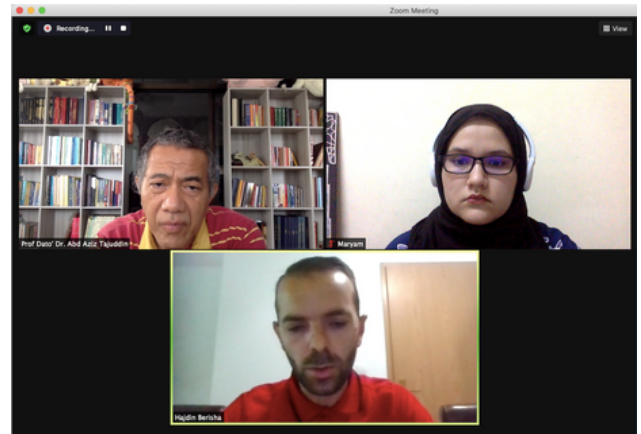 Zoom Meeting
Recording...
View
Prof Dato' Dr. Abd Aziz Tajuddin
Maryam
Hajdin Berisha